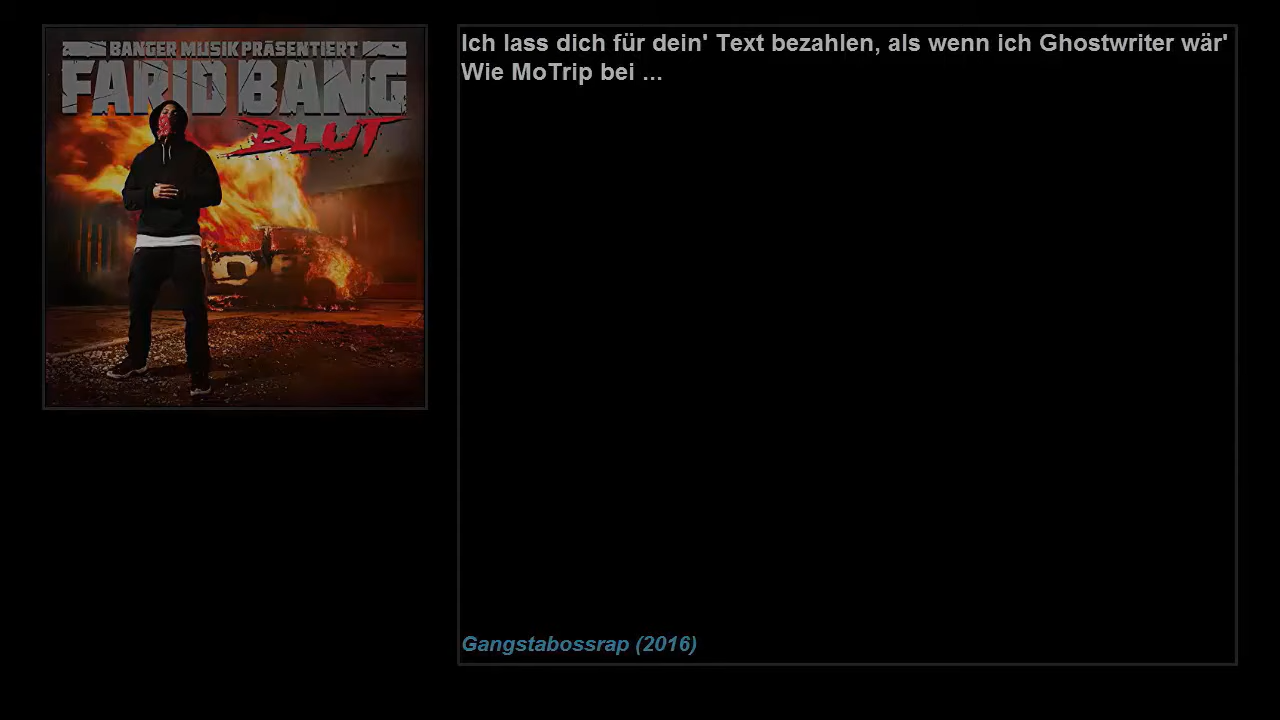 BANGER MUSIK PRÄSENTIERT
FARID BANG
BLUT
Ich lass dich für dein' Text bezahlen, als wenn ich Ghostwriter wär'
Wie MoTrip bei ...
Gangstabossrap (2016)